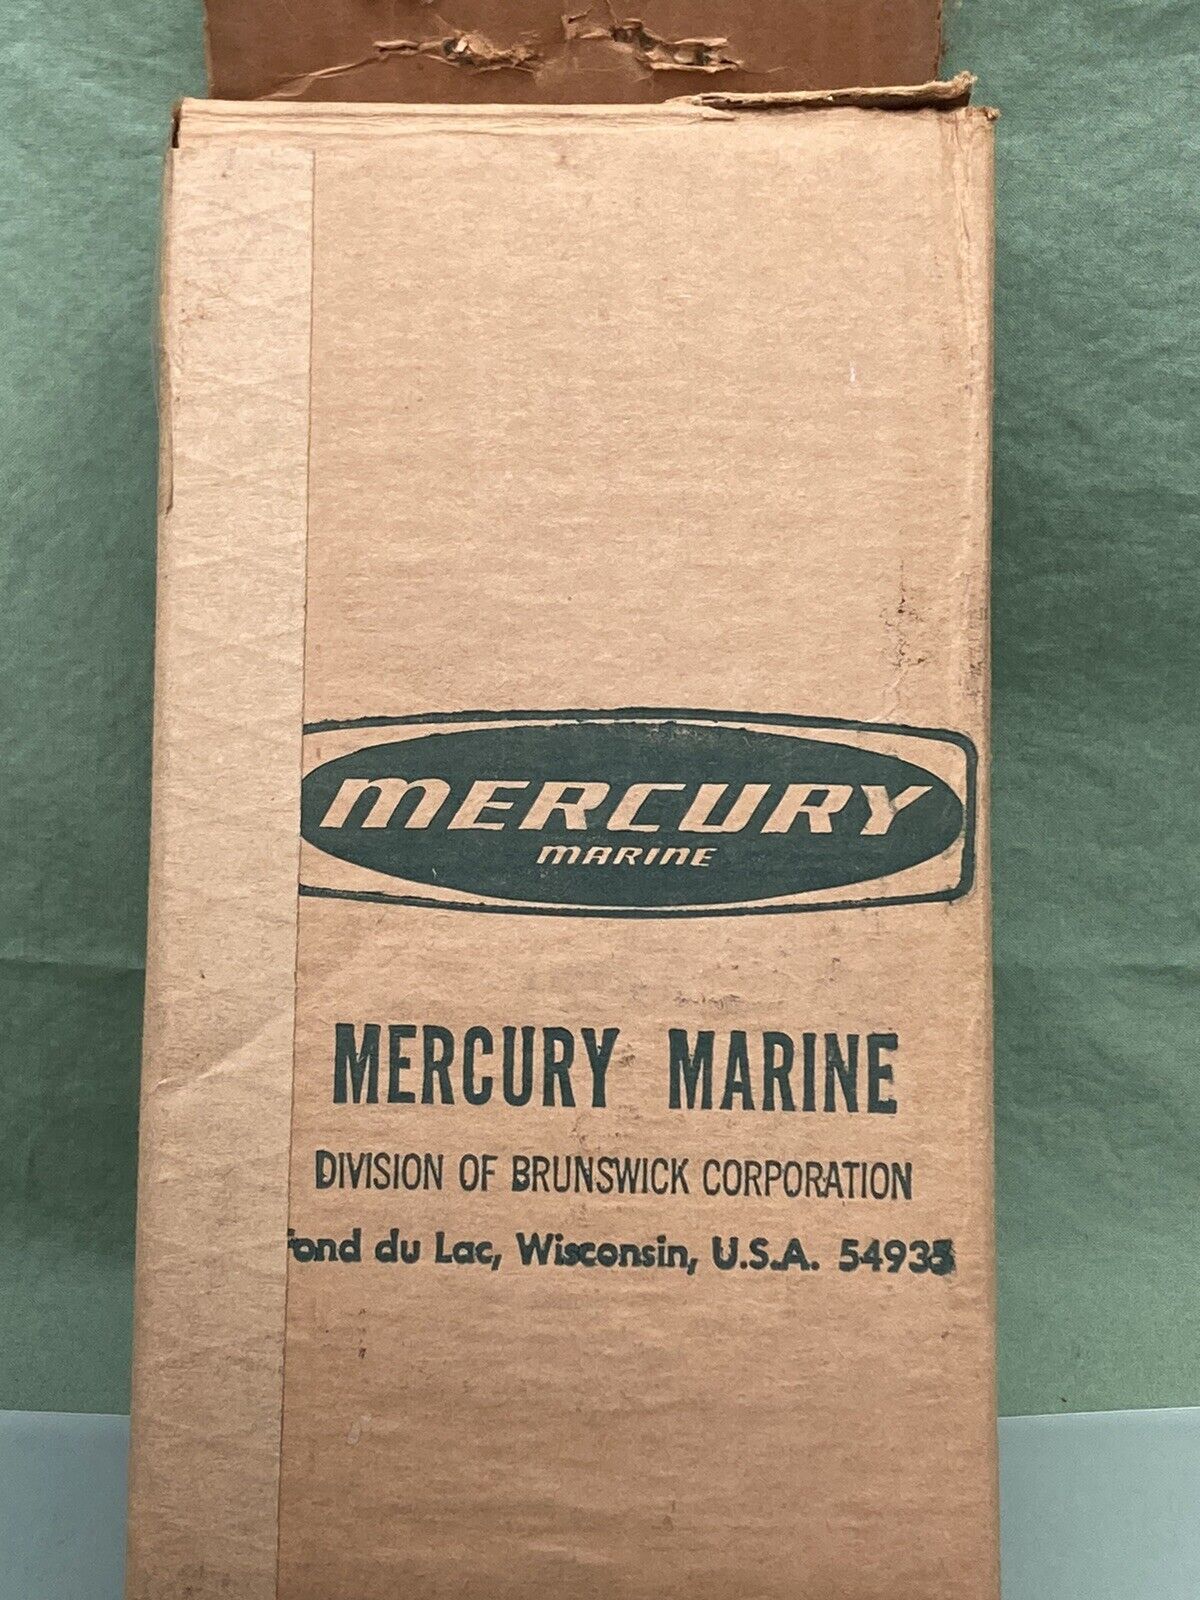 MERCURY
MARINE
MERCURY MARINE
DIVISION OF BRUNSWICK CORPORATION
Fond du Lac, Wisconsin, U.S.A. 54935